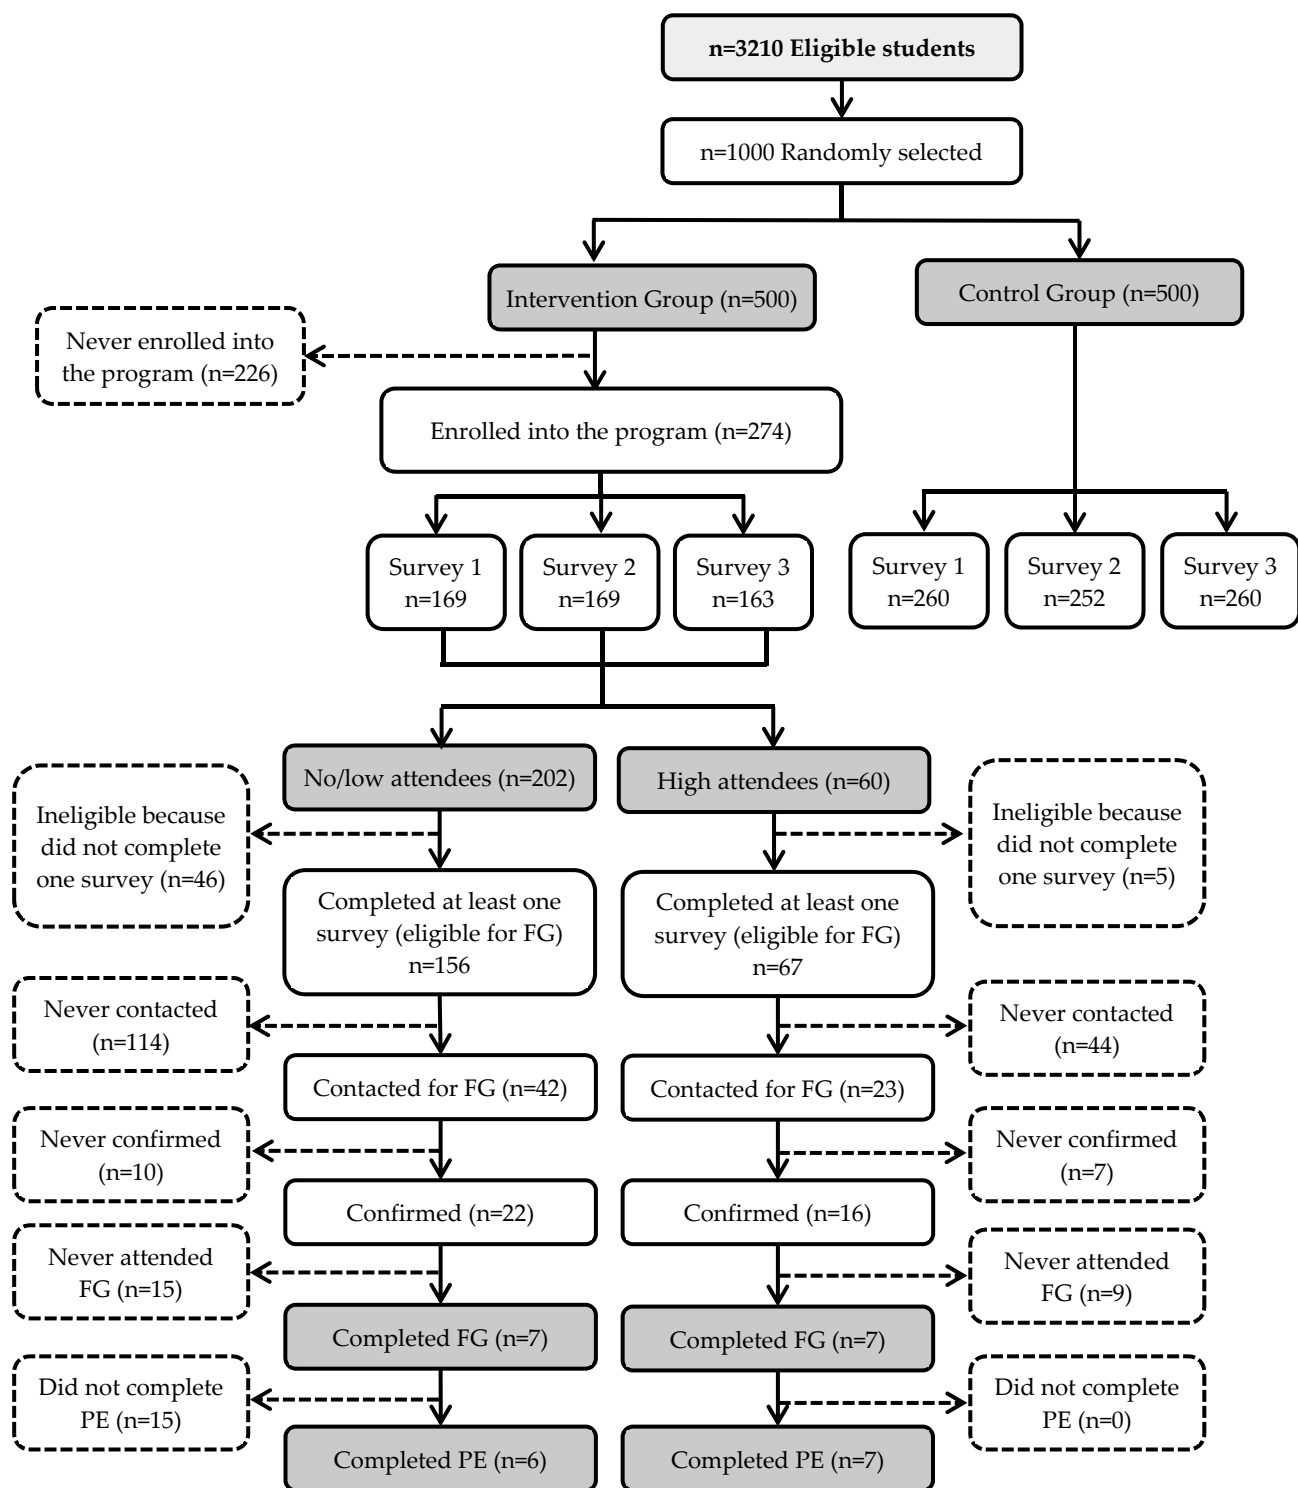 n=3210 Eligible students
n=1000 Randomly selected
Intervention Group (n=500)
Control Group (n=500)
Never enrolled into
the program (n=226)
Enrolled into the program (n=274)
Survey 1
n=169
Survey 2
n=169
Survey 3
n=163
Survey 1
n=260
Survey 2
n=252
Survey 3
n=260
No/low attendees (n=202)
High attendees (n=60)
Ineligible because
did not complete
one survey (n=46)
Ineligible because
did not complete
one survey (n=5)
Completed at least one
survey (eligible for FG)
n=156
Completed at least one
survey (eligible for FG)
n=67
Never contacted
(n=114)
Never contacted
(n=44)
Contacted for FG (n=42)
Contacted for FG (n=23)
Never confirmed
(n=10)
Never confirmed
(n=7)
Confirmed (n=22)
Confirmed (n=16)
Never attended
FG (n=15)
Never attended
FG (n=9)
Completed FG (n=7)
Completed FG (n=7)
Did not complete
PE (n=15)
Did not complete
PE (n=0)
Completed PE (n=6)
Completed PE (n=7)